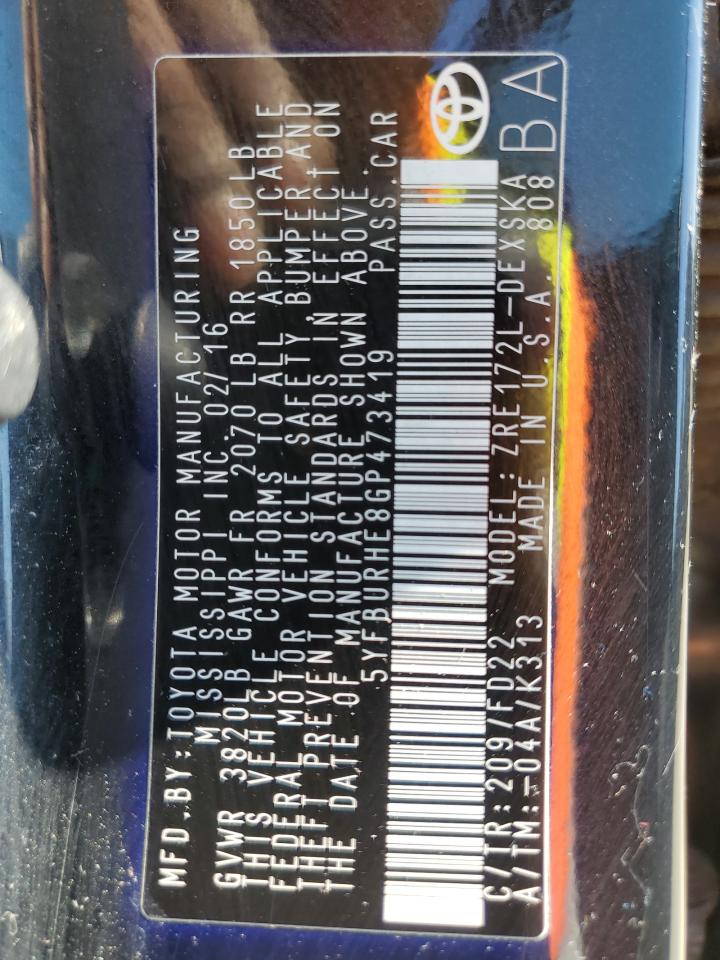 MFD. BY: TOYOTA MOTOR MANUFACTURING
MISSISSIPPI INC. 02/16
GVWR 3820LB GAWR FR 2070 LB RR 1850 LB
THIS VEHICLE CONFORMS TO ALL APPLICABLE
FEDERAL MOTOR VEHICLE SAFETY, BUMPER AND
THEFT PREVENTION STANDARDS IN EFFECT ON
THE DATE OF MANUFACTURE SHOWN ABOVE.
5YFBURHE8GP473419 PASS. CAR
C/TR: 209/FD22 MODEL: ZRE172L-DEXSKA
A/TM: -04A/K313 MADE IN U.S.A. 808
BA